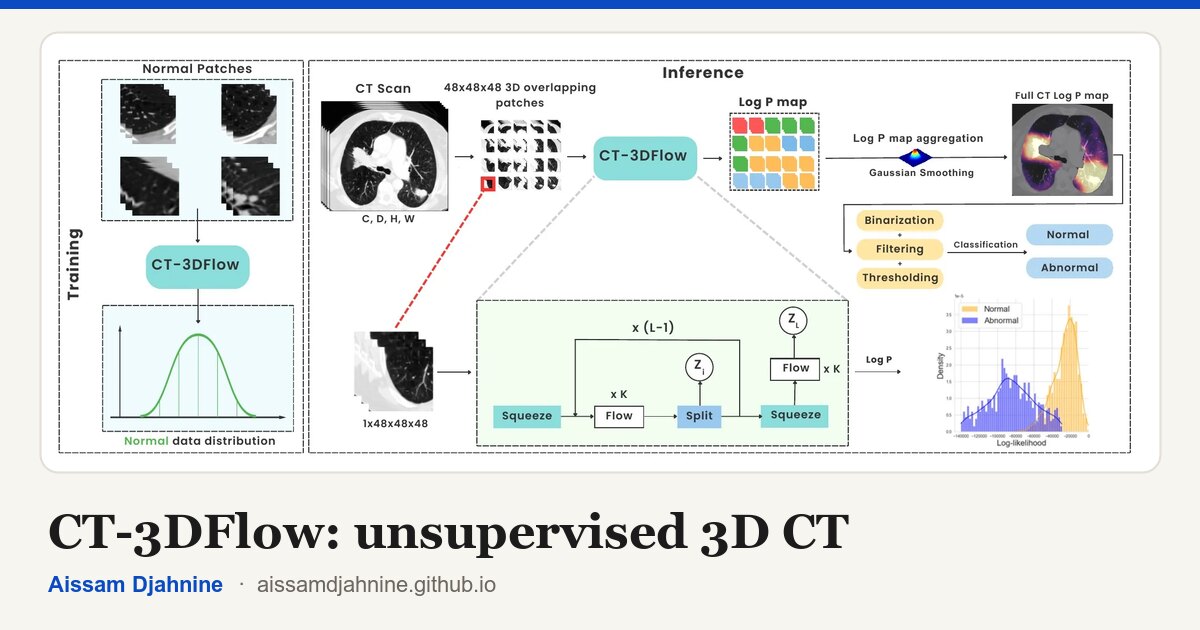 Training
Normal Patches
CT-3DFlow
Normal data distribution
Inference
CT Scan
C, D, H, W
48x48x48 3D overlapping
patches
CT-3DFlow
Log P map
Log P map aggregation
Gaussian Smoothing
Full CT Log P map
Binarization
+
Filtering
+
Thresholding
Classification
Normal
Abnormal
1x48x48x48
Squeeze
x K
Flow
x (L-1)
Split
Zi
Squeeze
Flow
x K
ZL
Log P
Normal
Abnormal
Density
Log-likelihood
CT-3DFlow: unsupervised 3D CT
Aissam Djahnine · aissamdjahnine.github.io